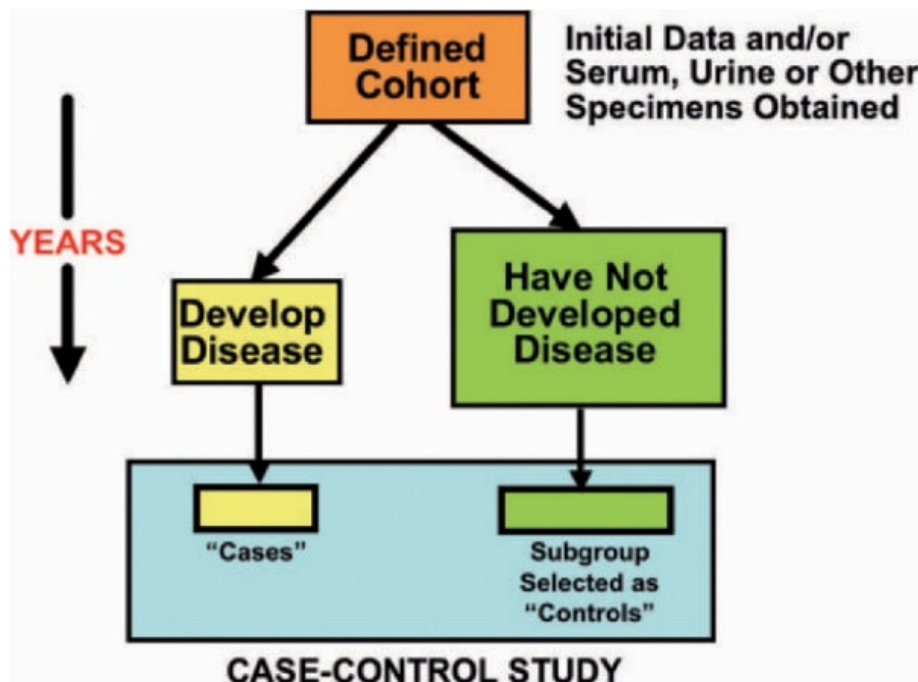 Defined
Cohort
Initial Data and/or
Serum, Urine or Other
Specimens Obtained
YEARS
Develop
Disease
Have Not
Developed
Disease
“Cases”
Subgroup
Selected as
“Controls”
CASE-CONTROL STUDY